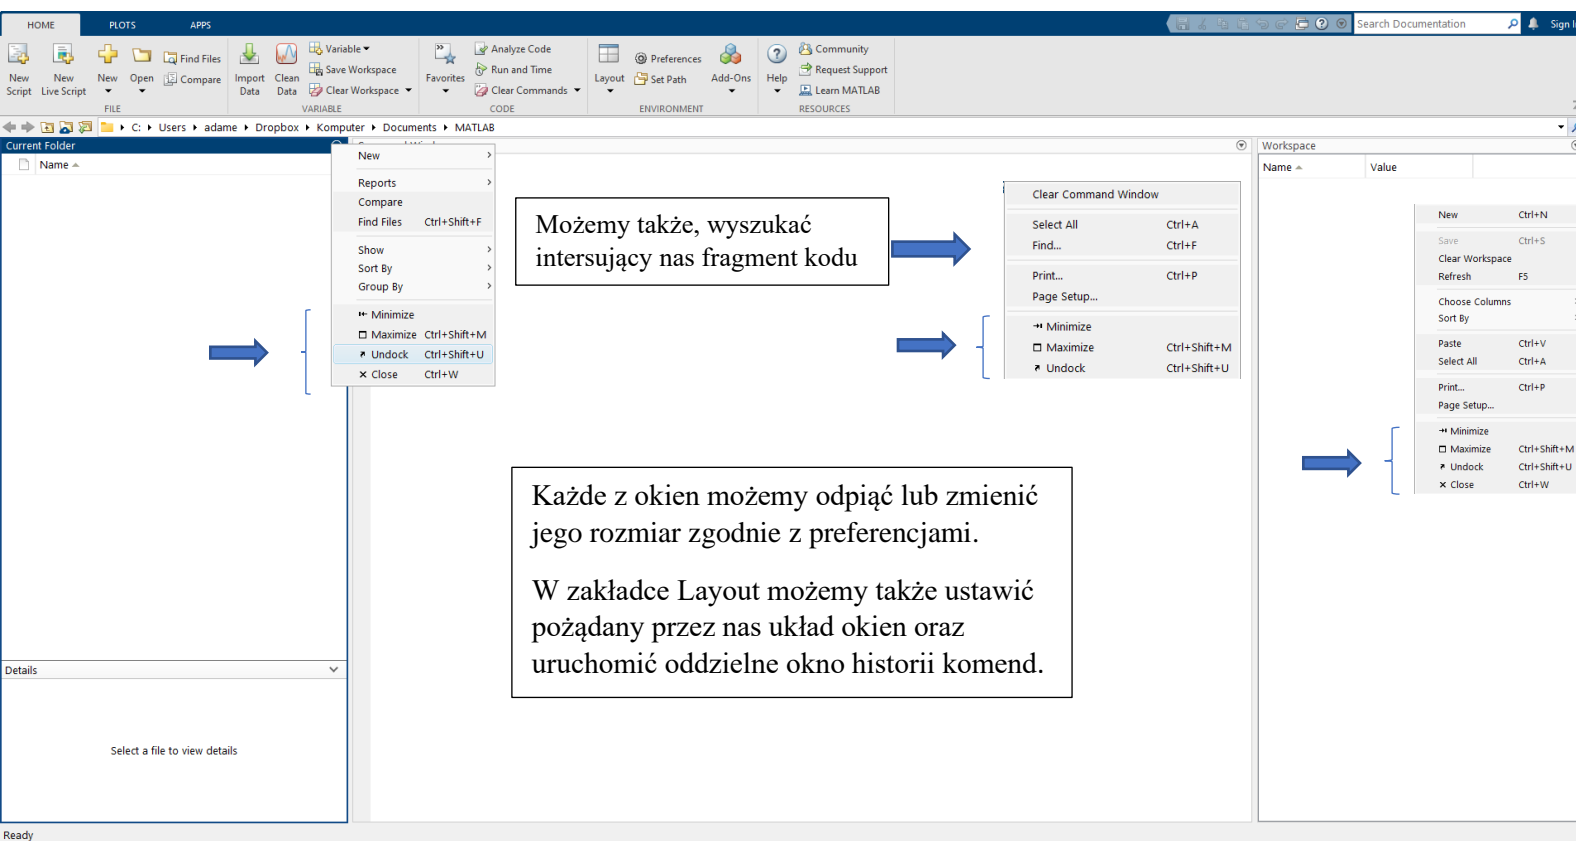 HOME PLOTS APPS
Search Documentation Sign In
New Script
New Live Script
New
Open
Find Files
Compare
FILE
Import Data
Clean Data
Variable
Save Workspace
Clear Workspace
VARIABLE
Favorites
Analyze Code
Run and Time
Clear Commands
CODE
Layout
Preferences
Set Path
Add-Ons
ENVIRONMENT
Help
Community
Request Support
Learn MATLAB
RESOURCES
C: Users adame Dropbox Komputer Documents MATLAB
Current Folder
Name
New
Reports
Compare
Find Files Ctrl+Shift+F
Show
Sort By
Group By
Minimize
Maximize Ctrl+Shift+M
Undock Ctrl+Shift+U
Close Ctrl+W
Możemy także, wyszukać
intersujący nas fragment kodu
Clear Command Window
Select All Ctrl+A
Find... Ctrl+F
Print... Ctrl+P
Page Setup...
Minimize
Maximize Ctrl+Shift+M
Undock Ctrl+Shift+U
Każde z okien możemy odpiąć lub zmienić
jego rozmiar zgodnie z preferencjami.
W zakładce Layout możemy także ustawić
pożądany przez nas układ okien oraz
uruchomić oddzielne okno historii komend.
Workspace
Name Value
New Ctrl+N
Save Ctrl+S
Clear Workspace
Refresh F5
Choose Columns
Sort By
Paste Ctrl+V
Select All Ctrl+A
Print... Ctrl+P
Page Setup...
Minimize
Maximize Ctrl+Shift+M
Undock Ctrl+Shift+U
Close Ctrl+W
Details
Select a file to view details
Ready